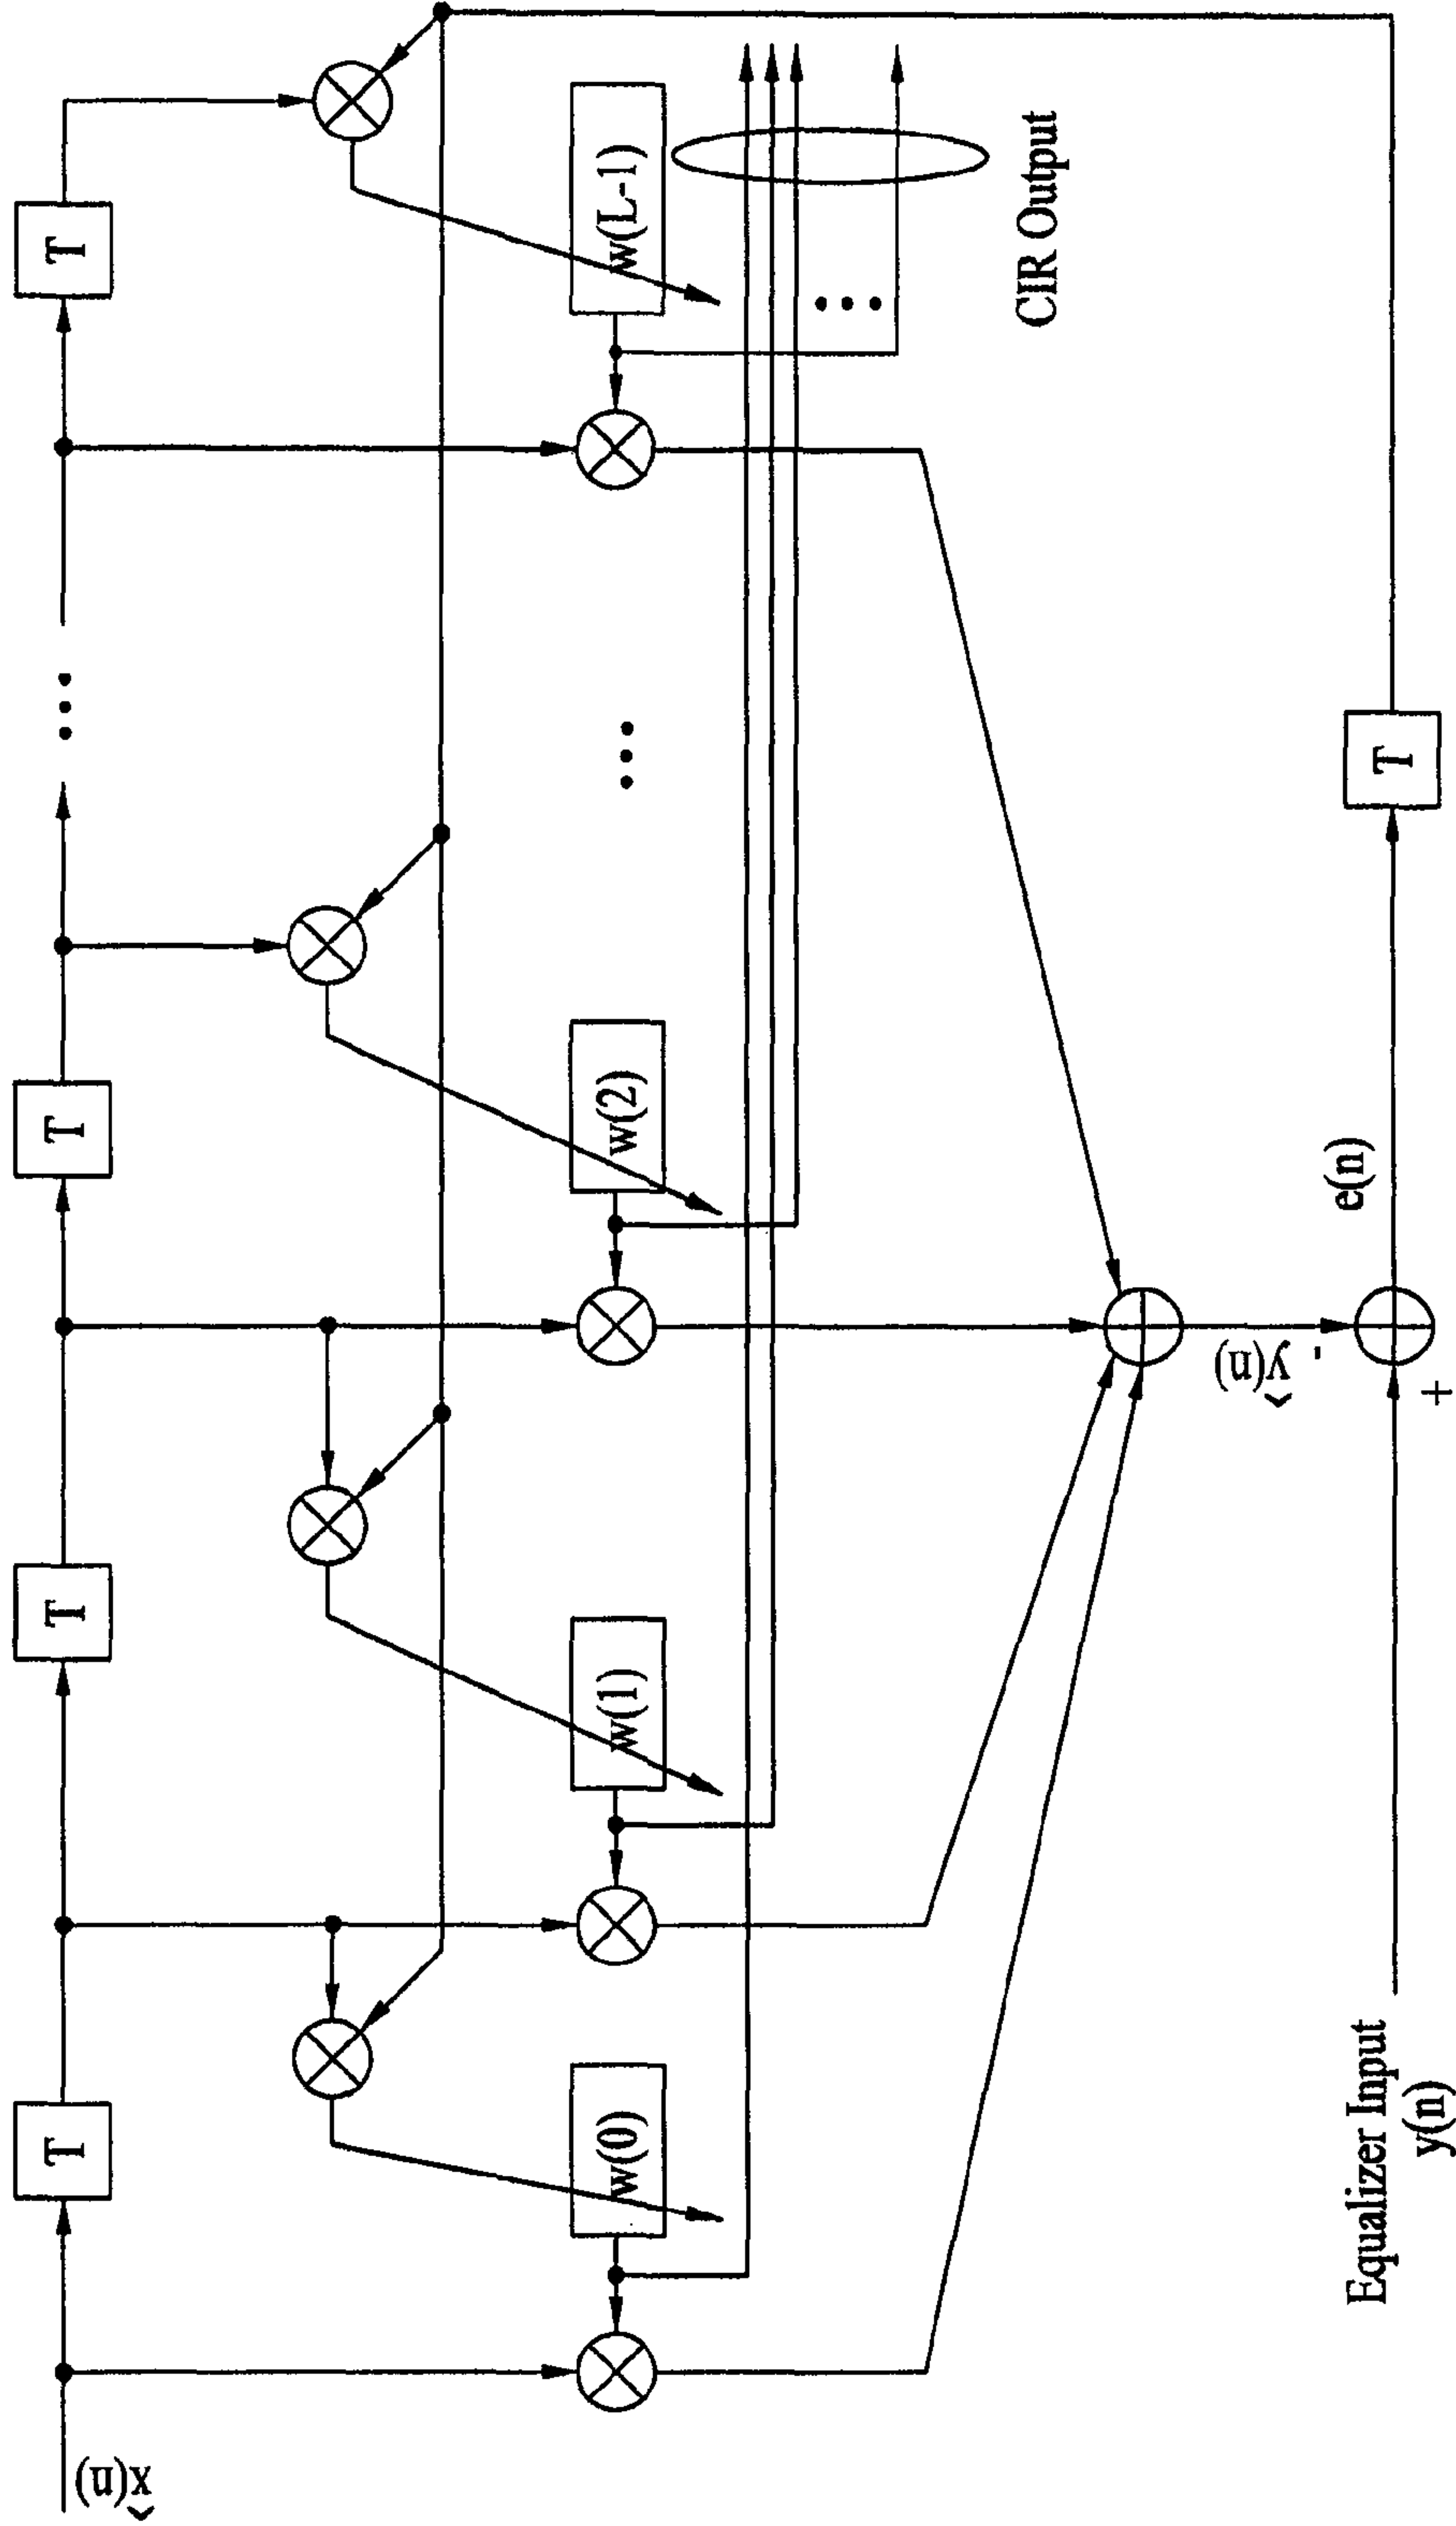 x̂(n)
T
T
T
T
w(0)
w(1)
w(2)
w(L-1)
...
...
...
CIR Output
ŷ(n)
-
+
e(n)
T
Equalizer Input
y(n)